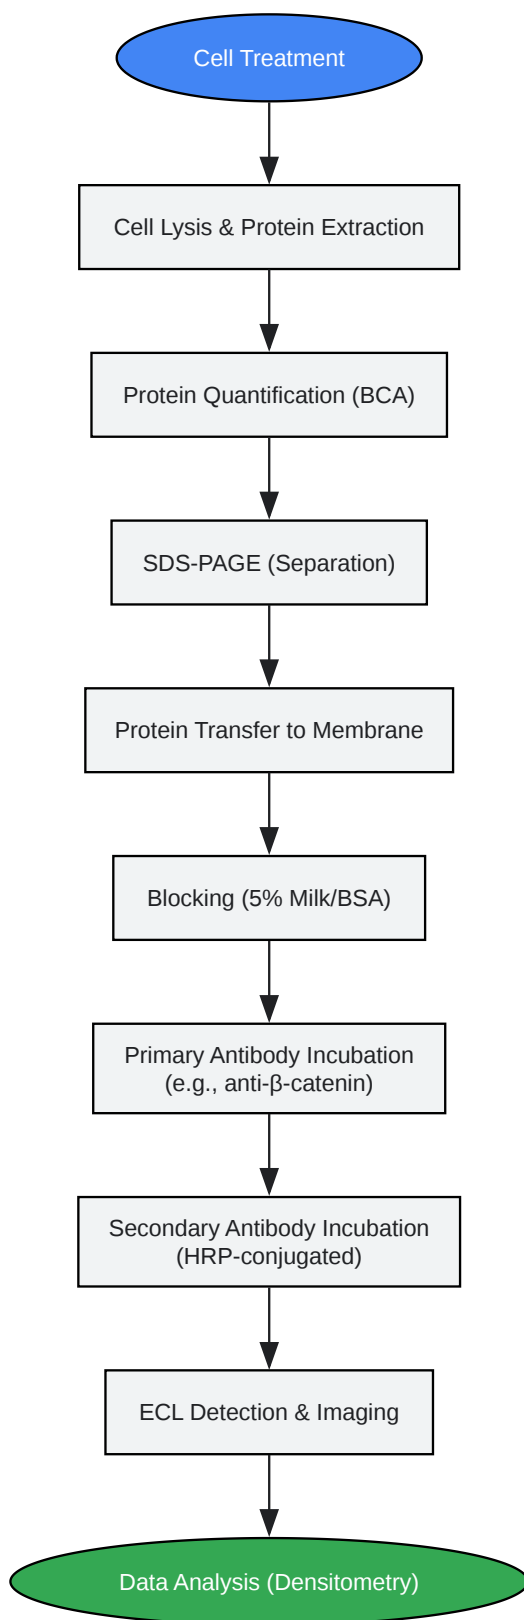 Cell Treatment
Cell Lysis & Protein Extraction
Protein Quantification (BCA)
SDS-PAGE (Separation)
Protein Transfer to Membrane
Blocking (5% Milk/BSA)
Primary Antibody Incubation
(e.g., anti-β-catenin)
Secondary Antibody Incubation
(HRP-conjugated)
ECL Detection & Imaging
Data Analysis (Densitometry)